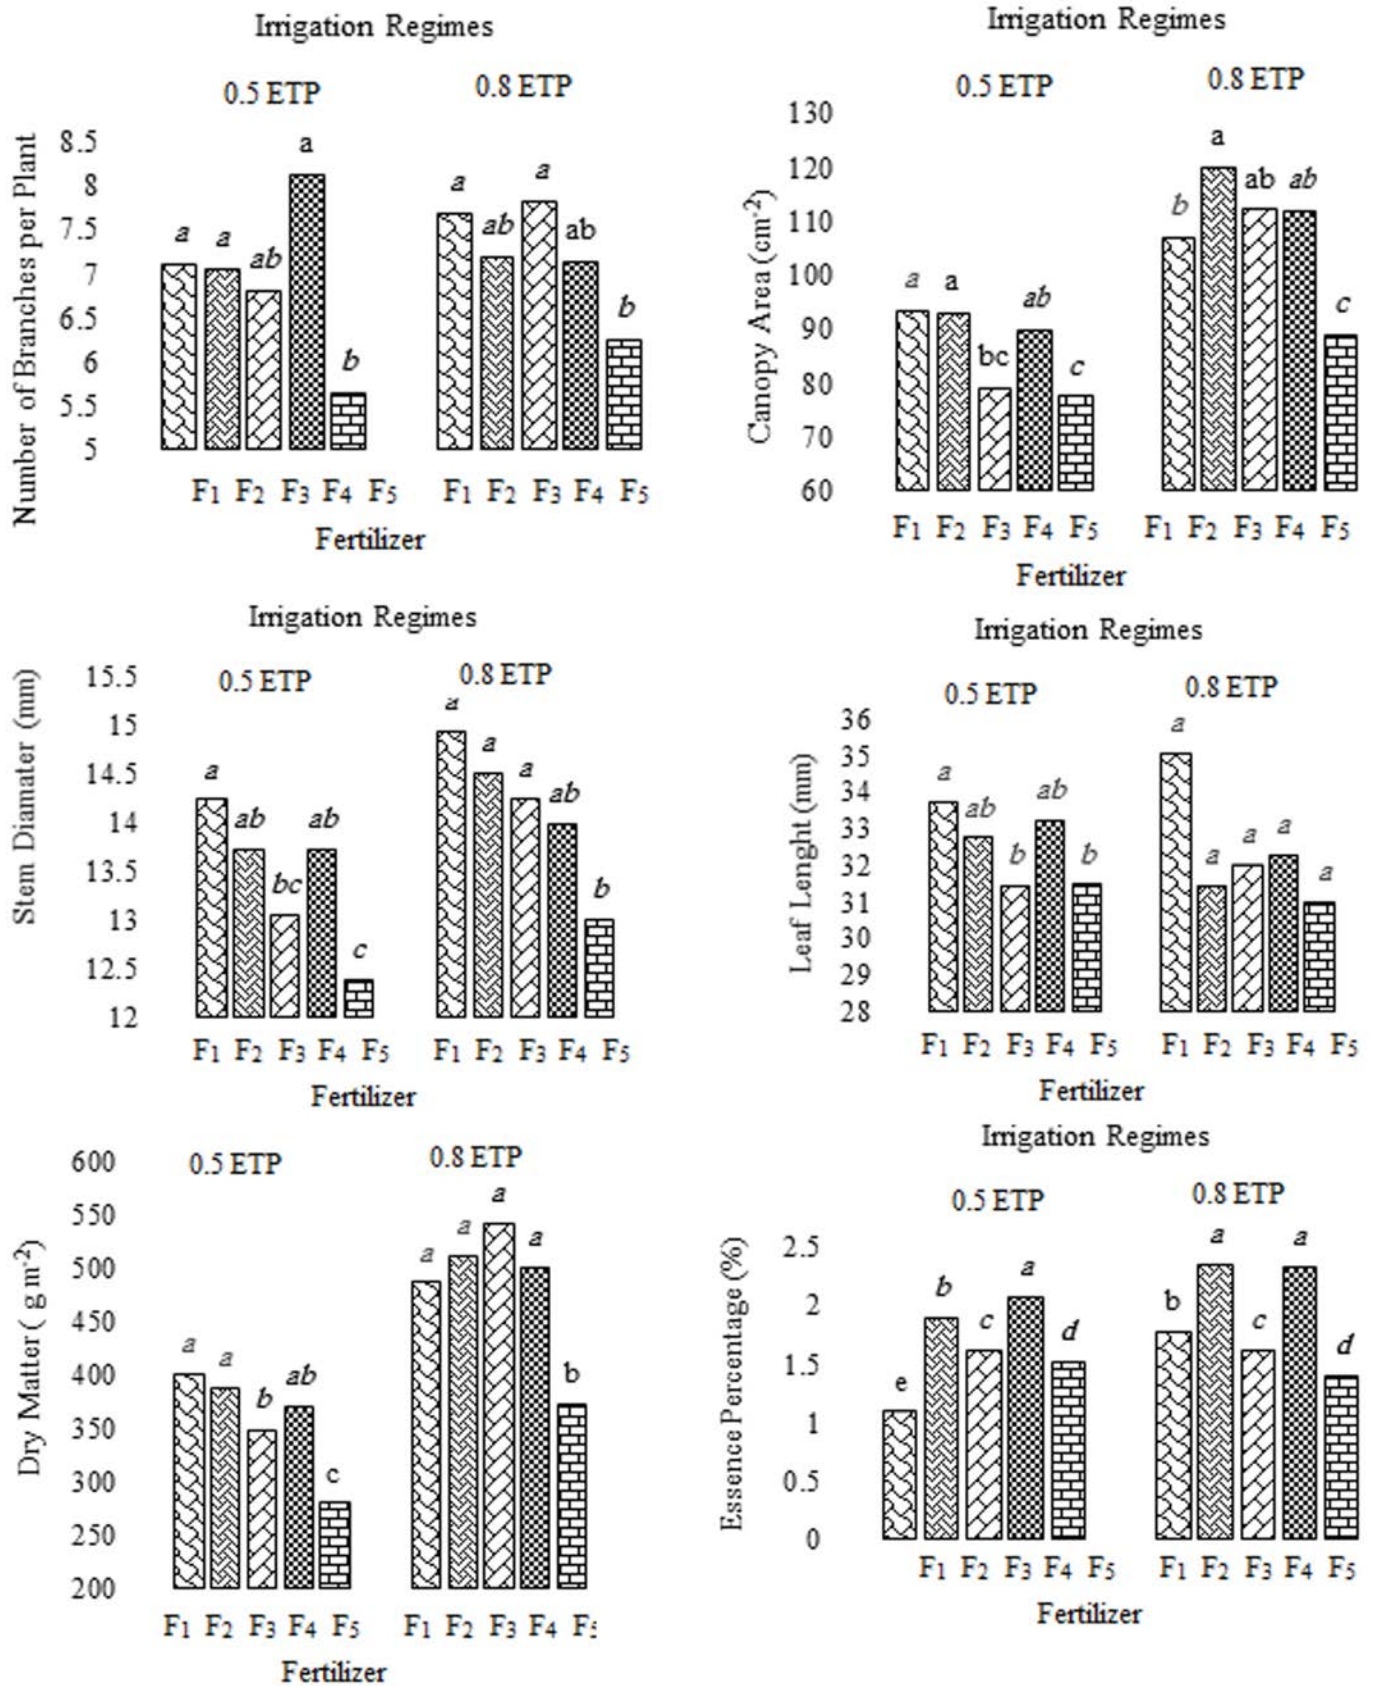 Irrigation Regimes
0.5 ETP 0.8 ETP
Number of Branches per Plant
8.5
8
7.5
7
6.5
6
5.5
5
a a ab a b
a ab a ab b
F1 F2 F3 F4 F5 F1 F2 F3 F4 F5
Fertilizer
Irrigation Regimes
0.5 ETP 0.8 ETP
Canopy Area (cm-2)
130
120
110
100
90
80
70
60
a a bc ab c
b a ab ab c
F1 F2 F3 F4 F5 F1 F2 F3 F4 F5
Fertilizer
Irrigation Regimes
0.5 ETP 0.8 ETP
Stem Diamater (mm)
15.5
15
14.5
14
13.5
13
12.5
12
a ab bc ab c
a a a ab b
F1 F2 F3 F4 F5 F1 F2 F3 F4 F5
Fertilizer
Irrigation Regimes
0.5 ETP 0.8 ETP
Leaf Lenght (mm)
36
35
34
33
32
31
30
29
28
a ab b ab b
a a a a a
F1 F2 F3 F4 F5 F1 F2 F3 F4 F5
Fertilizer
0.5 ETP 0.8 ETP
Dry Matter ( g m-2)
600
550
500
450
400
350
300
250
200
a a b ab c
a a a a b
F1 F2 F3 F4 F5 F1 F2 F3 F4 F5
Fertilizer
Irrigation Regimes
0.5 ETP 0.8 ETP
Essence Percentage (%)
2.5
2
1.5
1
0.5
0
e b c a d
b a c a d
F1 F2 F3 F4 F5 F1 F2 F3 F4 F5
Fertilizer